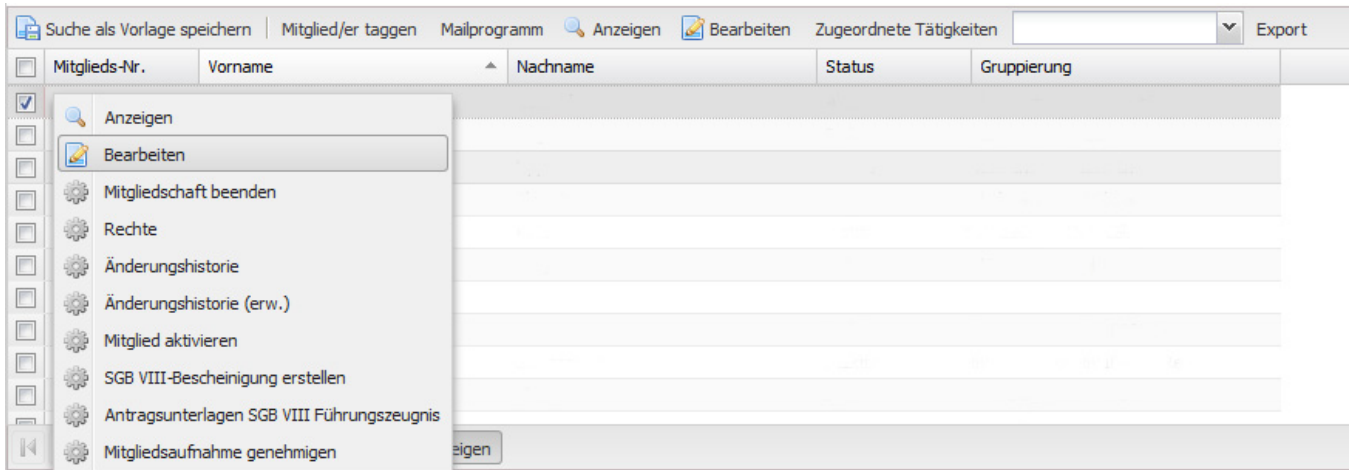 Suche als Vorlage speichern Mitglied/er taggen Mailprogramm Anzeigen Bearbeiten Zugeordnete Tätigkeiten Export
Mitglieds-Nr. Vorname Nachname Status Gruppierung
Anzeigen
Bearbeiten
Mitgliedschaft beenden
Rechte
Änderungshistorie
Änderungshistorie (erw.)
Mitglied aktivieren
SGB VIII-Bescheinigung erstellen
Antragsunterlagen SGB VIII Führungszeugnis
Mitgliedsaufnahme genehmigen eigen